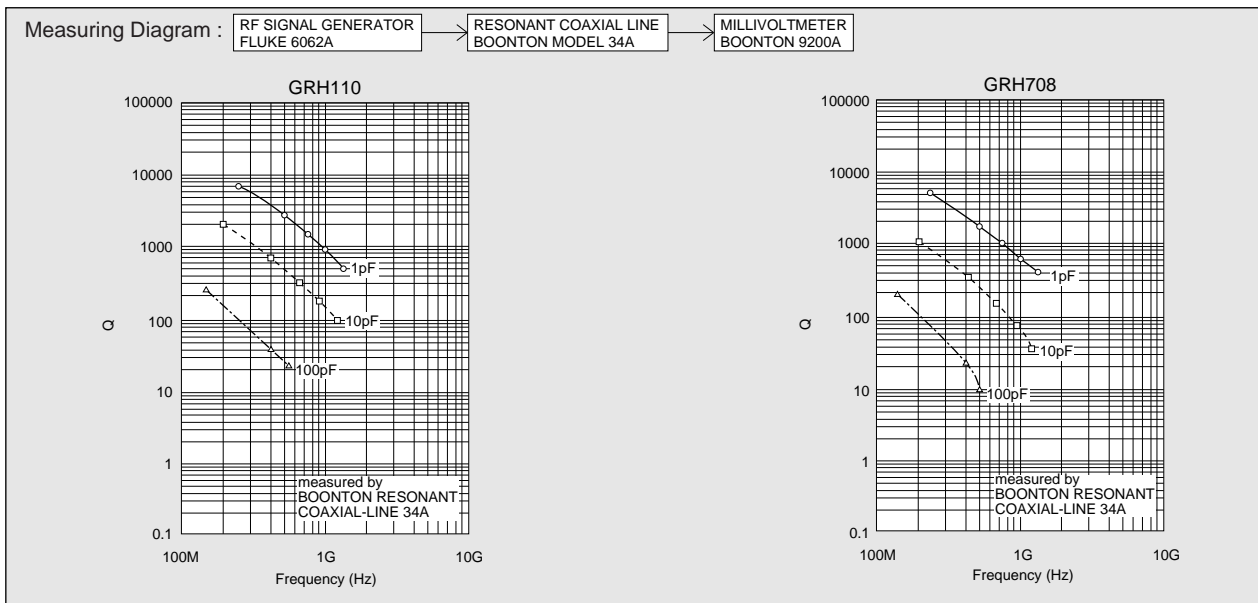 Measuring Diagram :
RF SIGNAL GENERATOR
FLUKE 6062A
RESONANT COAXIAL LINE
BOONTON MODEL 34A
MILLIVOLTMETER
BOONTON 9200A
GRH110
100000
10000
1000
100
10
1
0.1
Q
1pF
10pF
100pF
measured by
BOONTON RESONANT
COAXIAL-LINE 34A
100M
1G
10G
Frequency (Hz)
GRH708
100000
10000
1000
100
10
1
0.1
Q
1pF
10pF
100pF
measured by
BOONTON RESONANT
COAXIAL-LINE 34A
100M
1G
10G
Frequency (Hz)